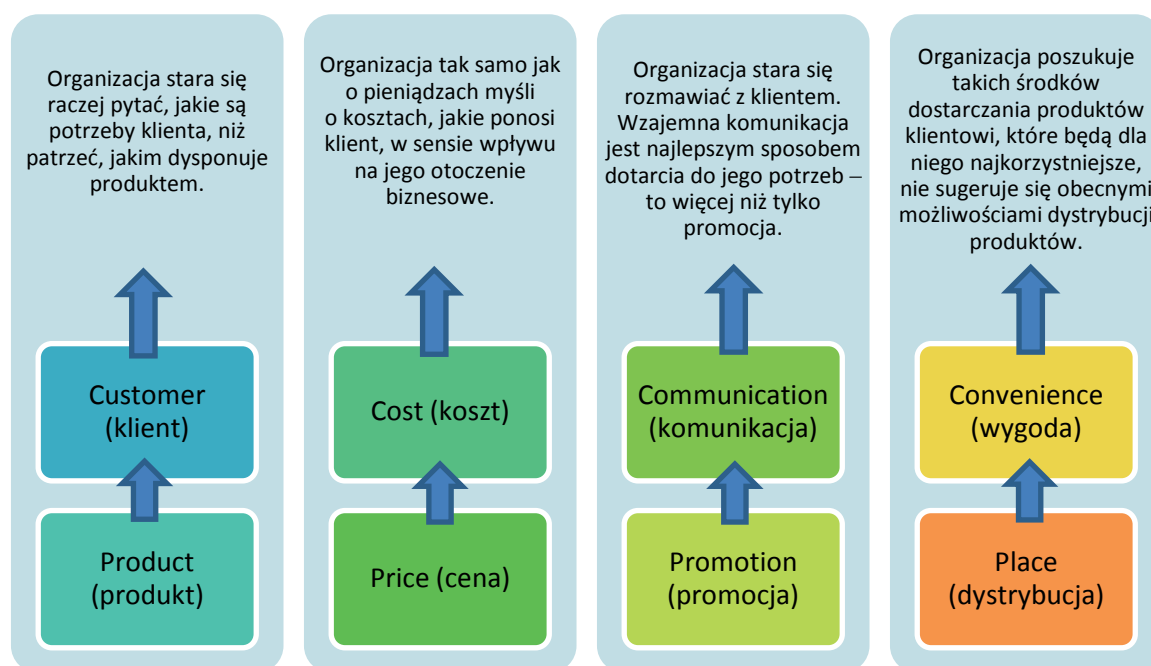 Organizacja stara się
raczej pytać, jakie są
potrzeby klienta, niż
patrzeć, jakim dysponuje
produktem.
Customer
(klient)
Product
(produkt)
Organizacja tak samo jak
o pieniądzach myśli
o kosztach, jakie ponosi
klient, w sensie wpływu
na jego otoczenie
biznesowe.
Cost (koszt)
Price (cena)
Organizacja stara się
rozmawiać z klientem.
Wzajemna komunikacja
jest najlepszym sposobem
dotarcia do jego potrzeb –
to więcej niż tylko
promocja.
Communication
(komunikacja)
Promotion
(promocja)
Organizacja poszukuje
takich środków
dostarczania produktów
klientowi, które będą dla
niego najkorzystniejsze,
nie sugeruje się obecnymi
możliwościami dystrybucji
produktów.
Convenience
(wygoda)
Place
(dystrybucja)